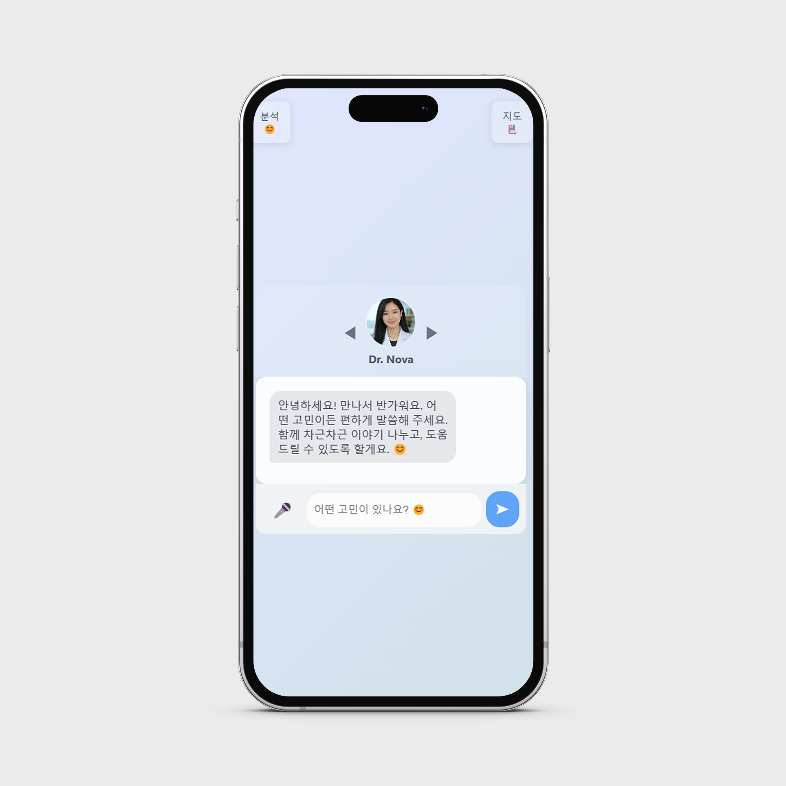 분석
😊
지도
Dr. Nova
안녕하세요! 만나서 반가워요. 어
떤 고민이든 편하게 말씀해 주세요.
함께 차근차근 이야기 나누고, 도움
드릴 수 있도록 할게요. 😊
어떤 고민이 있나요? 😊